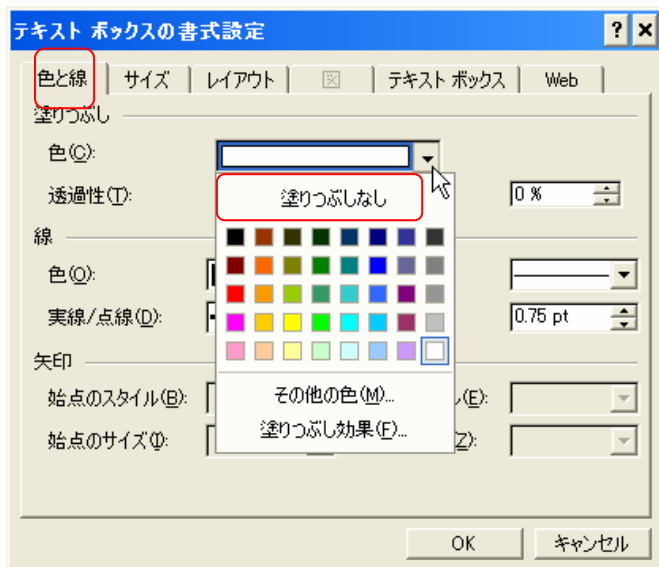 テキスト ボックスの書式設定
色と線 サイズ レイアウト 図 テキスト ボックス Web
塗りつぶし
色(C):
塗りつぶしなし
透過性(T): 0 %
線
色(O):
実線/点線(D): 0.75 pt
矢印
その他の色(M)...
始点のスタイル(B): (E):
塗りつぶし効果(F)...
始点のサイズ(I): (Z):
OK キャンセル